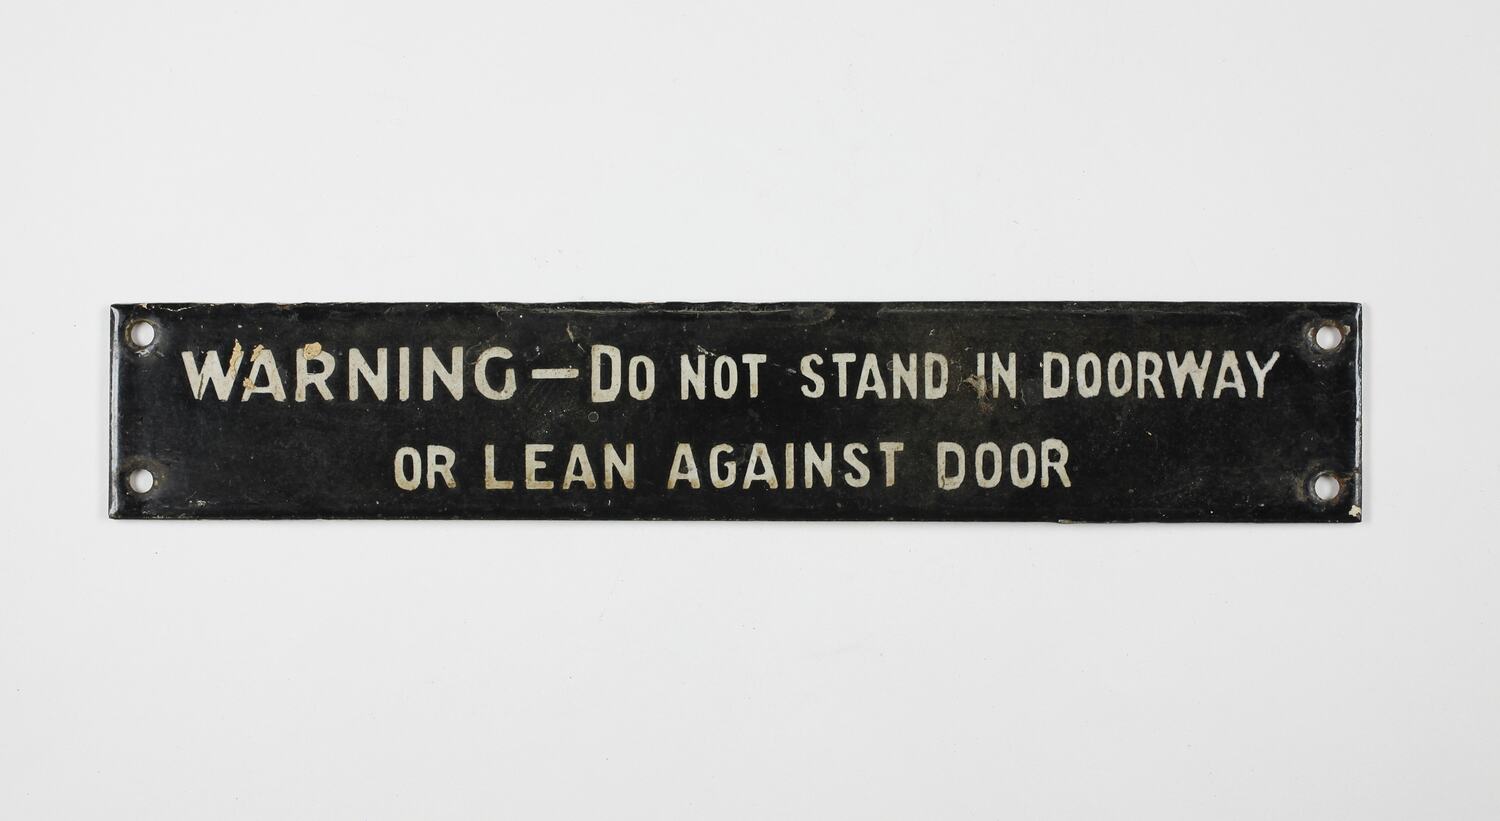 WARNING — DO NOT STAND IN DOORWAY
OR LEAN AGAINST DOOR